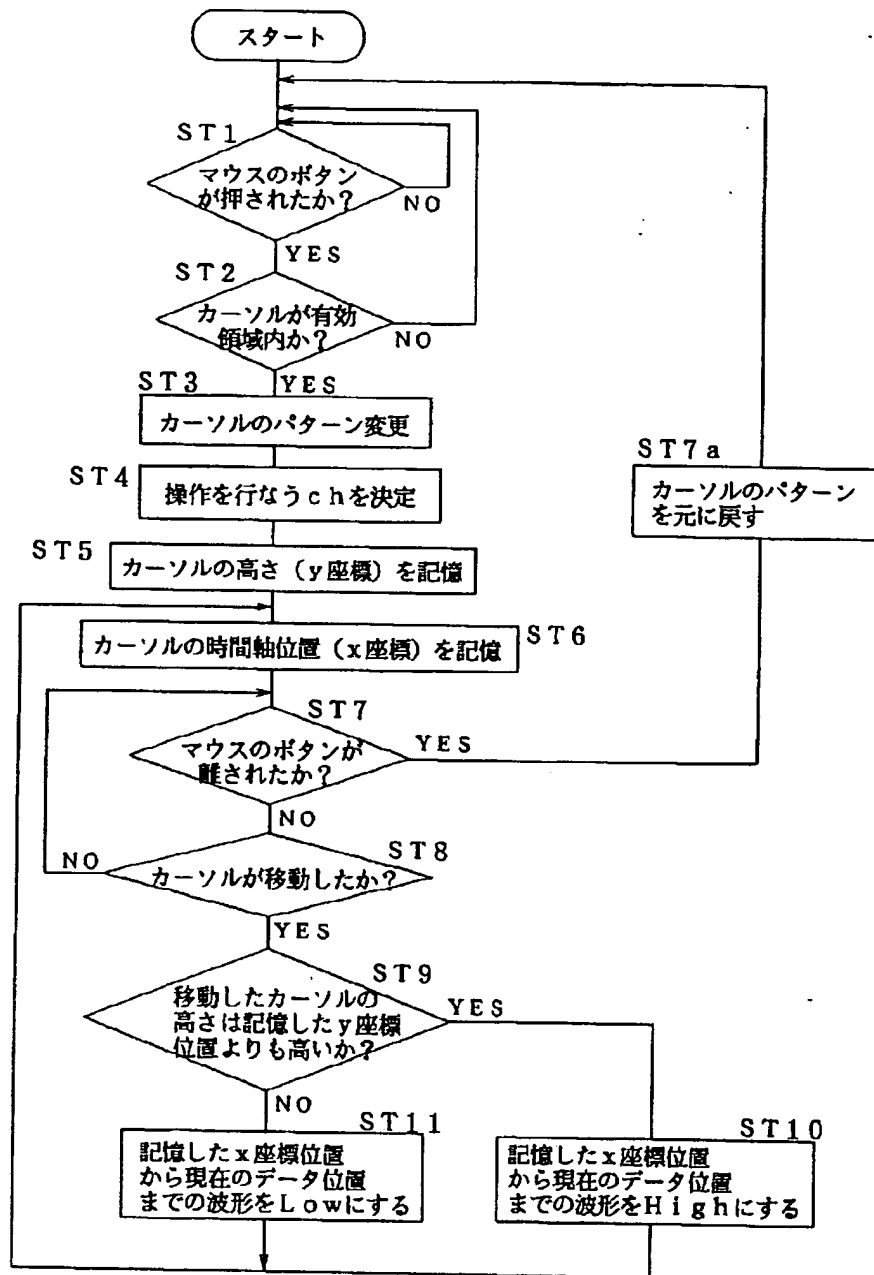 スタート
ST1
マウスのボタン
が押されたか？
NO
YES
ST2
カーソルが有効
領域内か？
NO
YES
ST3
カーソルのパターン変更
ST4
操作を行なうchを決定
ST7a
カーソルのパターン
を元に戻す
ST5
カーソルの高さ（y座標）を記憶
カーソルの時間軸位置（x座標）を記憶
ST6
ST7
マウスのボタンが
離されたか？
YES
NO
ST8
NO
カーソルが移動したか？
YES
ST9
移動したカーソルの
高さは記憶したy座標
位置よりも高いか？
YES
NO
ST11
記憶したx座標位置
から現在のデータ位置
までの波形をLowにする
ST10
記憶したx座標位置
から現在のデータ位置
までの波形をHighにする